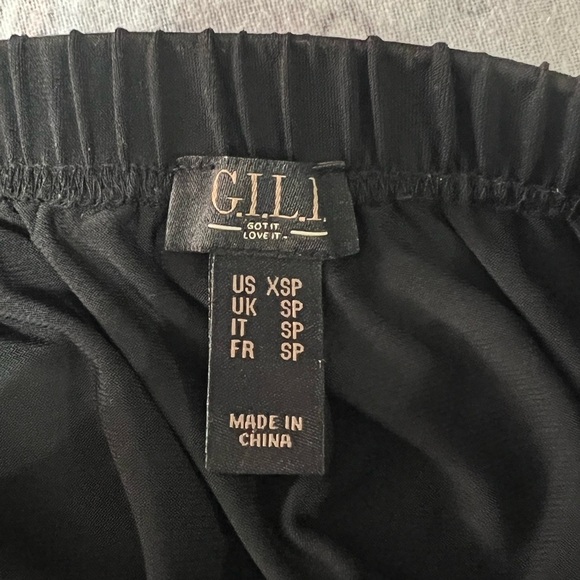 G.I.L.I.
GOT IT
LOVE IT
US XSP
UK SP
IT SP
FR SP
MADE IN
CHINA